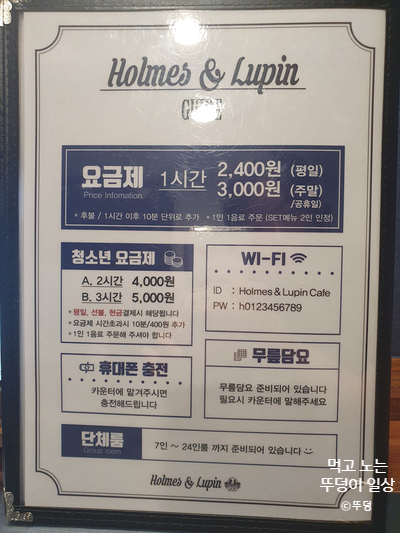 Holmes & Lupin
GUIDE
요금제
Price Infomation
1시간
2,400원 (평일)
3,000원 (주말/공휴일)
* 후불 / 1시간 이후 10분 단위로 추가 * 1인 1음료 주문 (SET메뉴 2인 인정)
청소년 요금제
A. 2시간 4,000원
B. 3시간 5,000원
* 평일, 선불, 현금결제시 해당됩니다
* 요금제 시간초과시 10분/400원 추가
* 1인 1음료 주문해 주셔야 합니다
WI-FI
ID : Holmes & Lupin Cafe
PW : h0123456789
휴대폰 충전
카운터에 맡겨주시면
충전해드립니다
무릎담요
무릎담요 준비되어 있습니다
필요시 카운터에 말해주세요
단체룸
Group room
7인 ~ 24인룸 까지 준비되어 있습니다
Holmes & Lupin
먹고 노는
뚜덩이 일상
©뚜덩